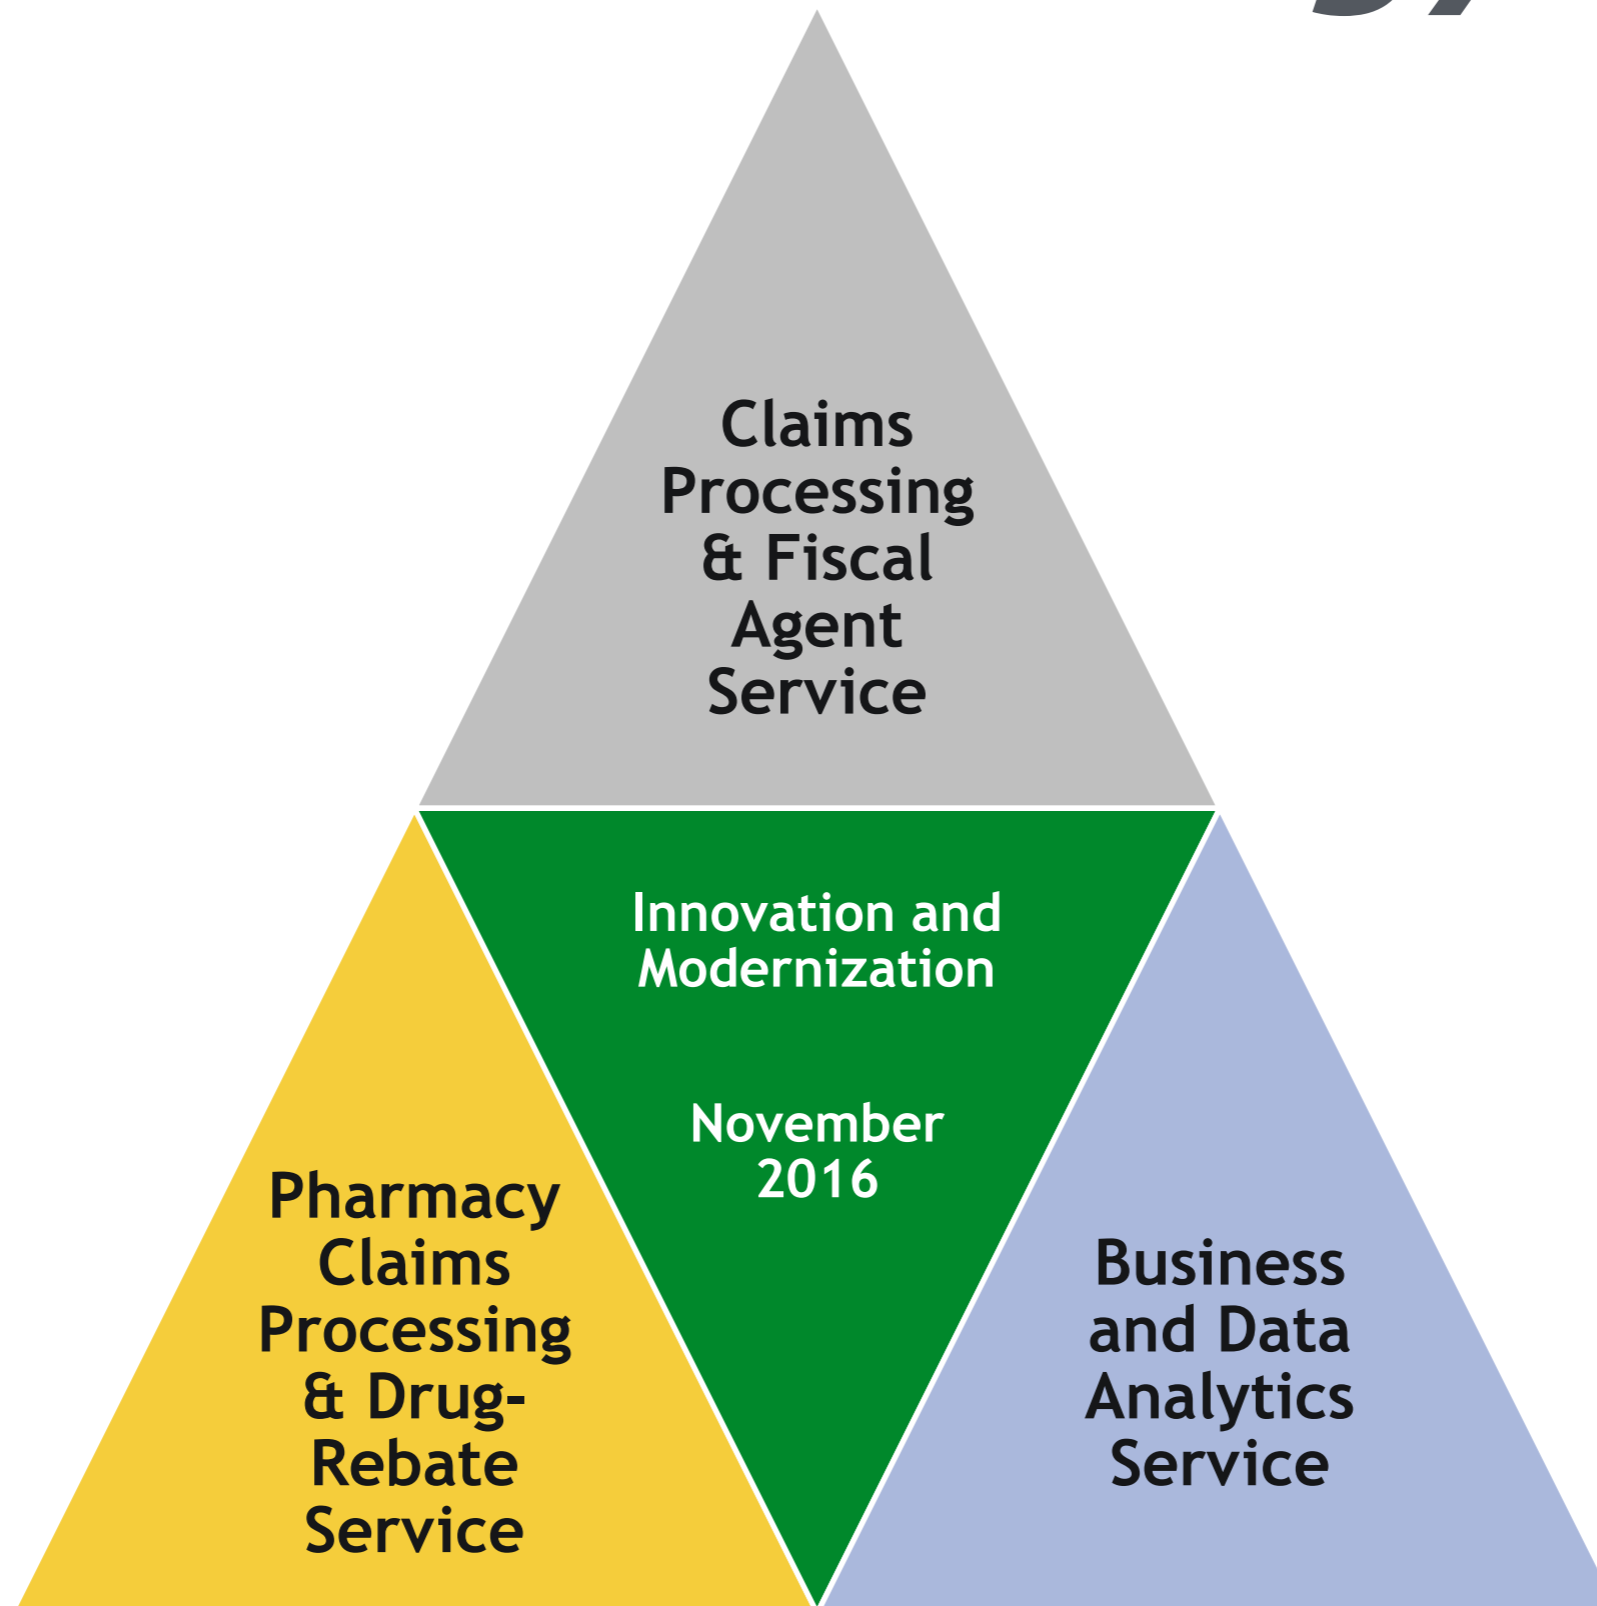 Claims
Processing
& Fiscal
Agent
Service
Innovation and
Modernization
November
2016
Pharmacy
Claims
Processing
& Drug-
Rebate
Service
Business
and Data
Analytics
Service